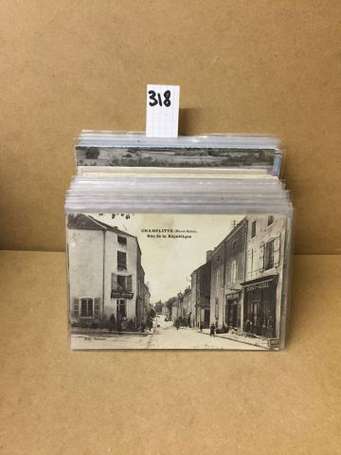 318
CHAMPLITTE (Haute-Saône)
Rue de la République